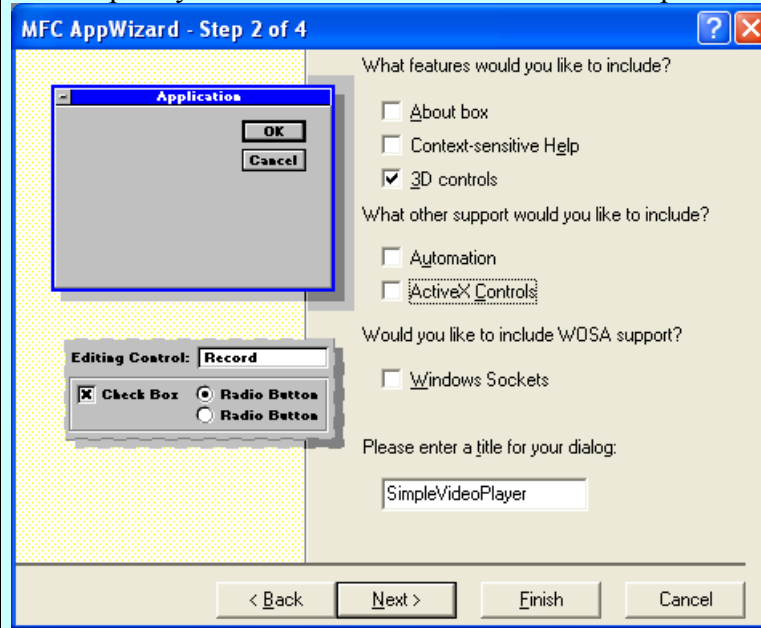 MFC AppWizard - Step 2 of 4
What features would you like to include?
Application
OK
Cancel
About box
Context-sensitive Help
3D controls
What other support would you like to include?
Automation
ActiveX Controls
Would you like to include WOSA support?
Editing Control: Record
Check Box Radio Button
Radio Button
Windows Sockets
Please enter a title for your dialog:
SimpleVideoPlayer
< Back Next > Finish Cancel